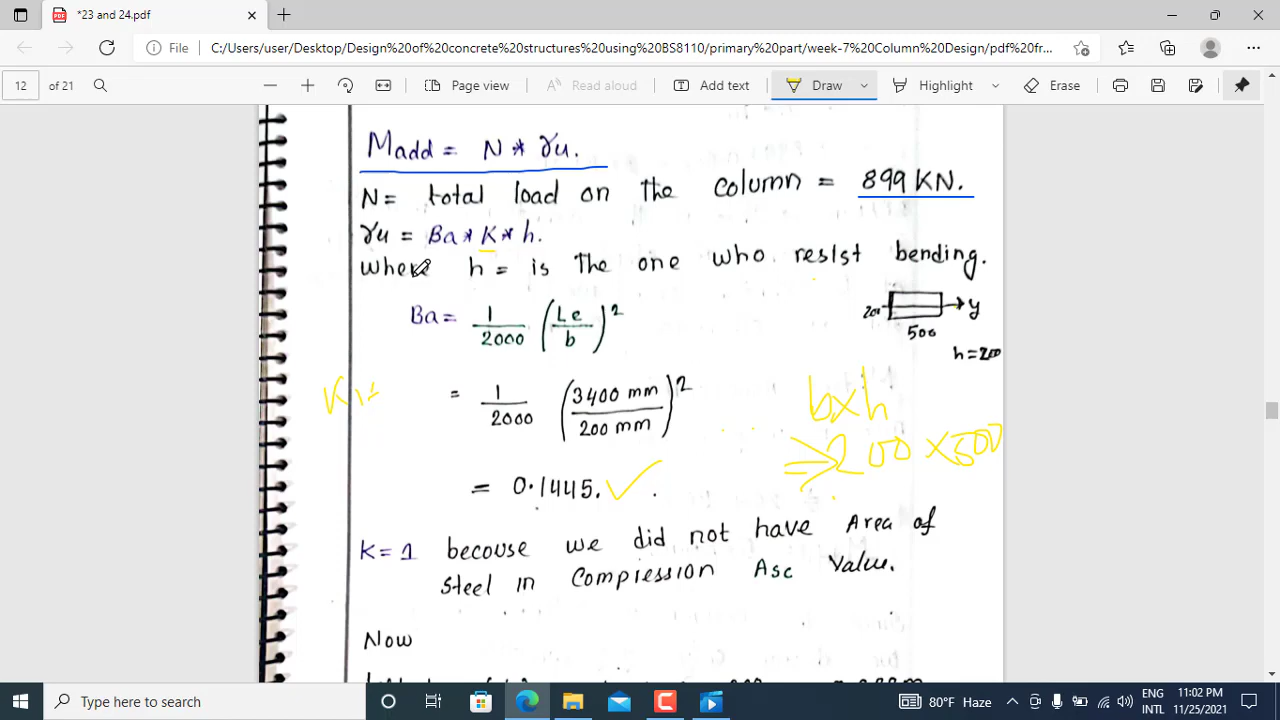 *23 and 24.pdf
File
C:/Users/user/Desktop/Design%20of%20concrete%20structures%20using%20BS8110/primary%20part/week-7%20Column%20Design/pdf%20fr...
12 of 21
Page view
Read aloud
Add text
Draw
Highlight
Erase
Madd = N * γu.
N = total load on the column = 899 KN.
γu = Ba * K * h.
where h = is the one who resist bending.
200 y
500
h=200
Ba = 1/2000 (Le/b)²
= 1/2000 (3400 mm/200 mm)²
bxh
⇒ 200 x 500
= 0.1445. ✓
K = 1 becouse we did not have Area of
steel in Compression Asc Value.
Now
Type here to search
80°F Haze
ENG
INTL
11:02 PM
11/25/2021